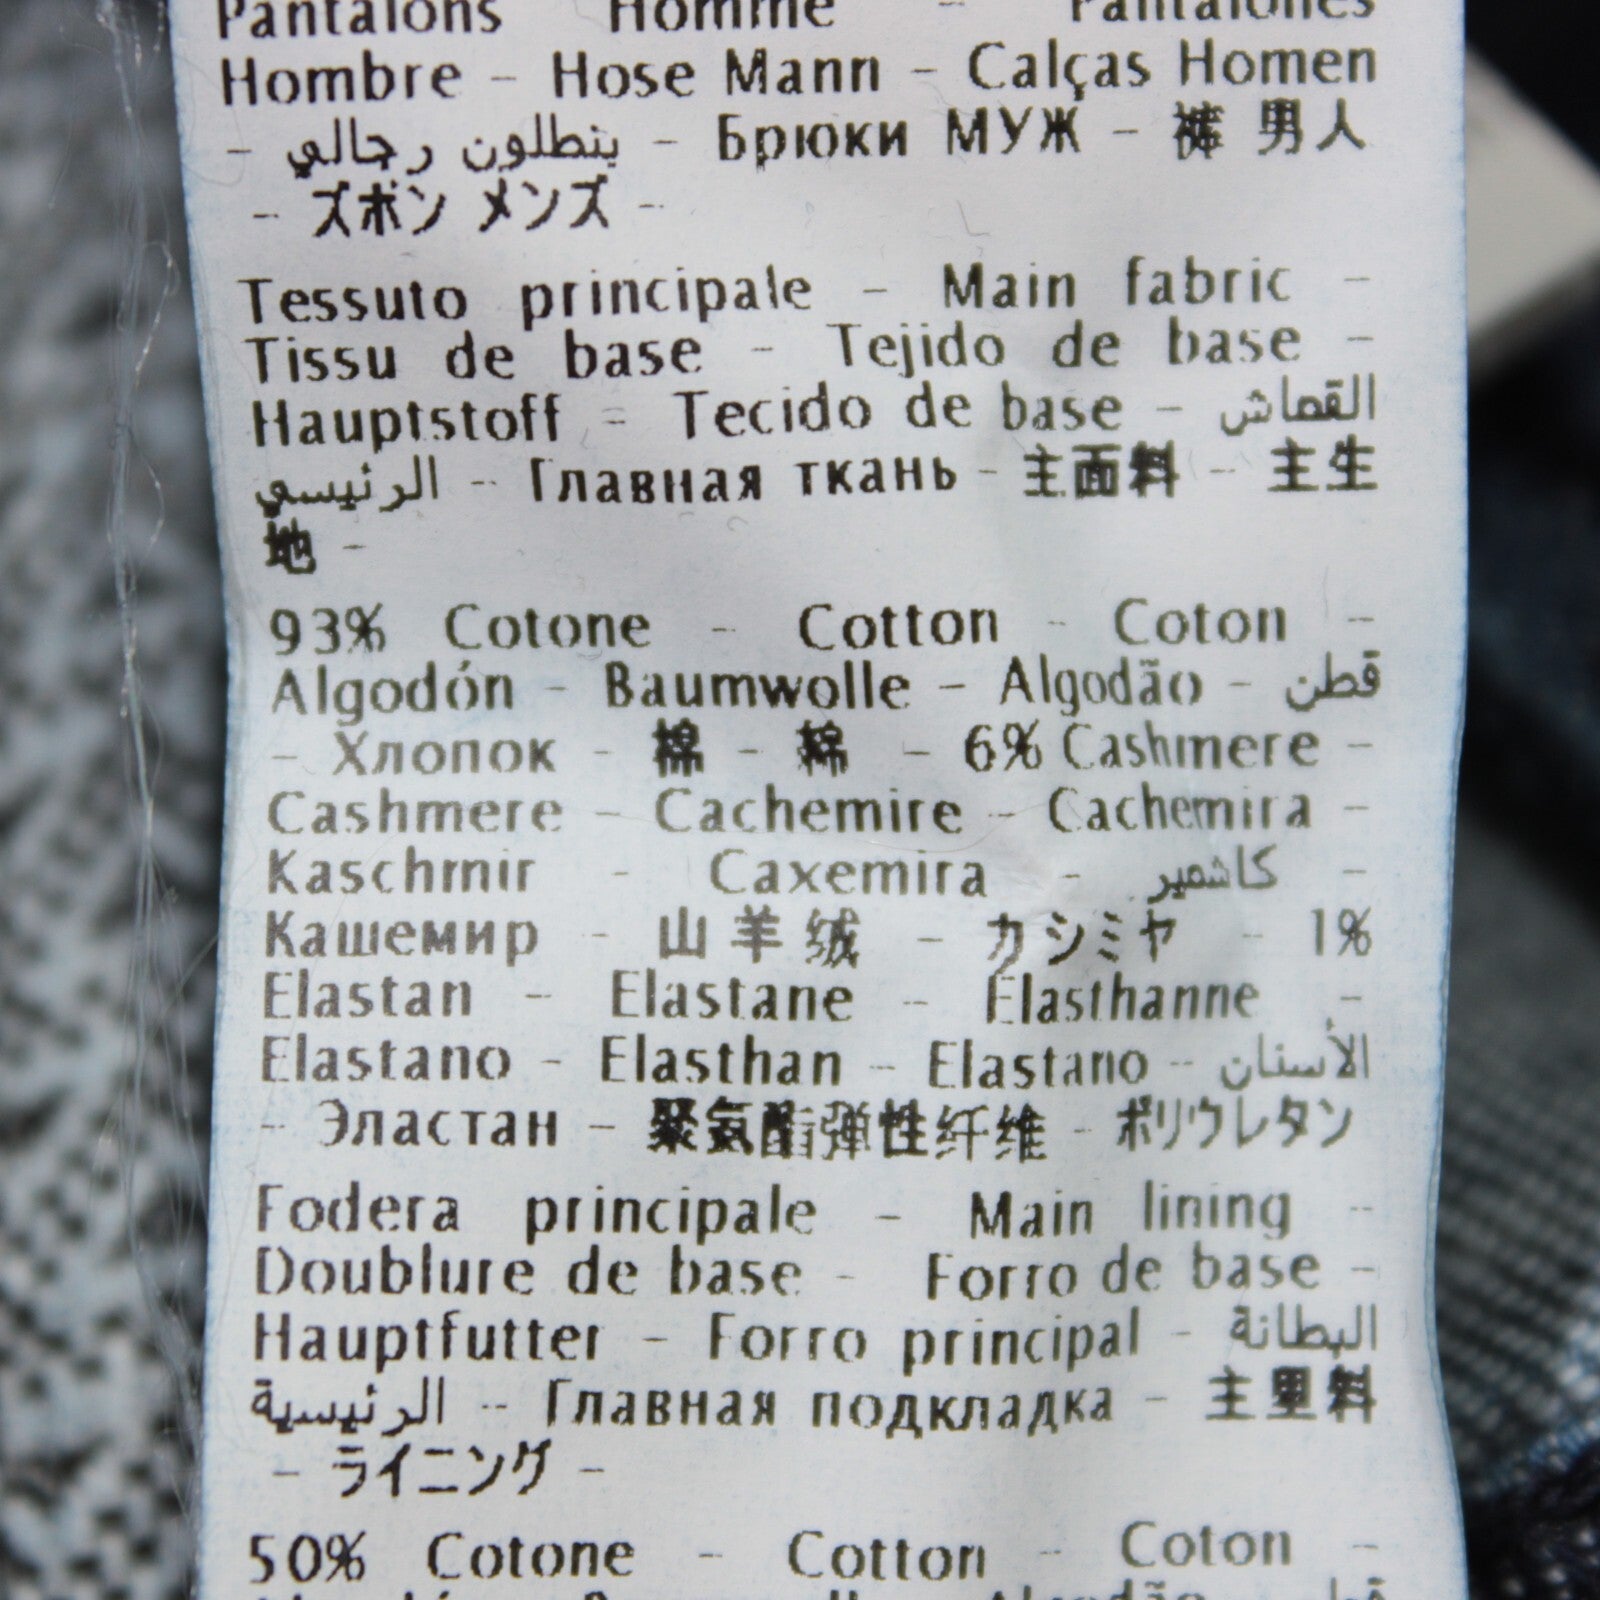 Pantalons Homme - Pantalones
Hombre - Hose Mann - Calças Homen
- بنطلون رجالي - Брюки МУЖ - 裤 男人
- ズボン メンズ -
Tessuto principale - Main fabric -
Tissu de base - Tejido de base -
Hauptstoff - Tecido de base - القماش
الرئيسي - Главная ткань - 主面料 - 主生
地 -
93% Cotone - Cotton - Coton -
Algodón - Baumwolle - Algodão - قطن
- Хлопок - 棉 - 綿 - 6% Cashmere -
Cashmere - Cachemire - Cachemira -
Kaschmir - Caxemira - كاشمير -
Кашемир - 山羊绒 - カシミヤ - 1%
Elastan - Elastane - Elasthanne -
Elastano - Elasthan - Elastano - الأستان
- Эластан - 聚氨酯弹性纤维 - ポリウレタン
Fodera principale - Main lining -
Doublure de base - Forro de base -
Hauptfutter - Forro principal - البطانة
الرئيسية - Главная подкладка - 主里料
- ライニング -
50% Cotone - Cotton - Coton -